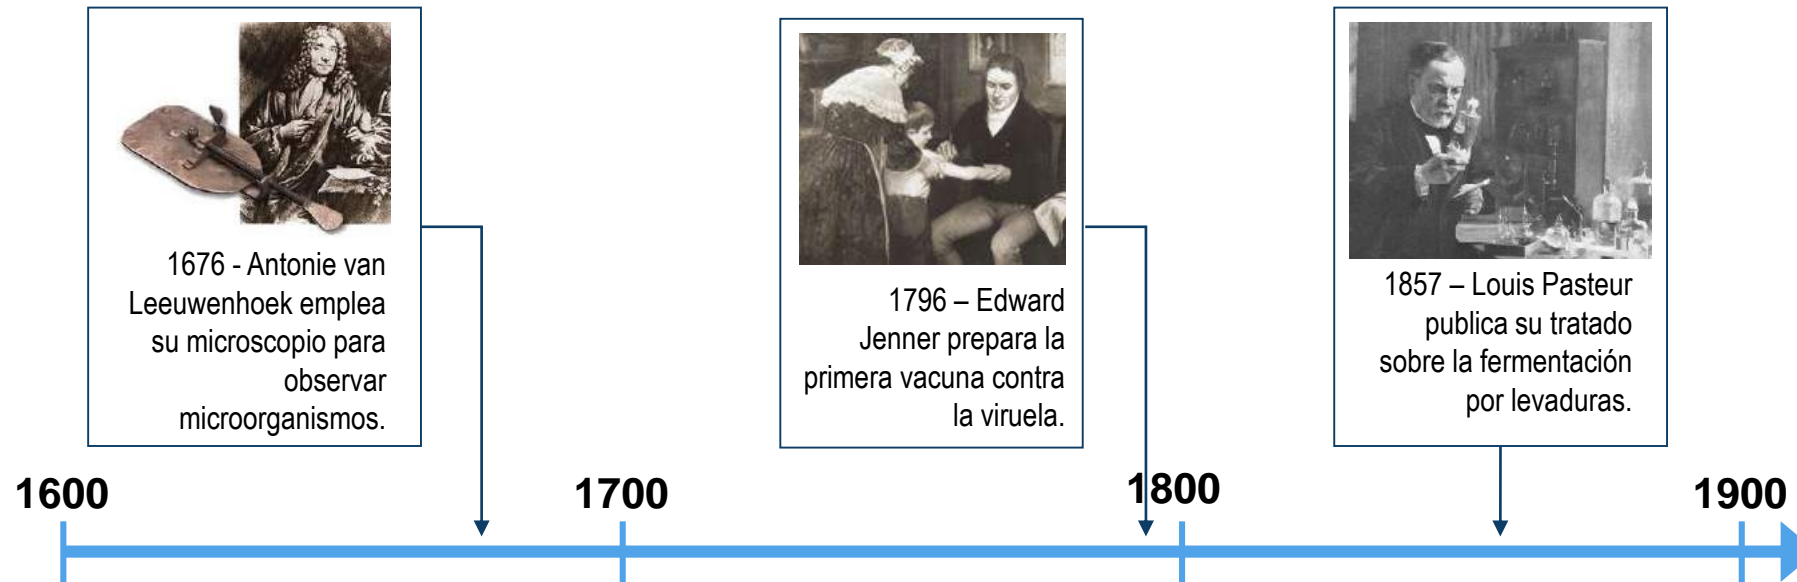 1676 - Antonie van
Leeuwenhoek emplea
su microscopio para
observar
microorganismos.
1796 – Edward
Jenner prepara la
primera vacuna contra
la viruela.
1857 – Louis Pasteur
publica su tratado
sobre la fermentación
por levaduras.
1600
1700
1800
1900